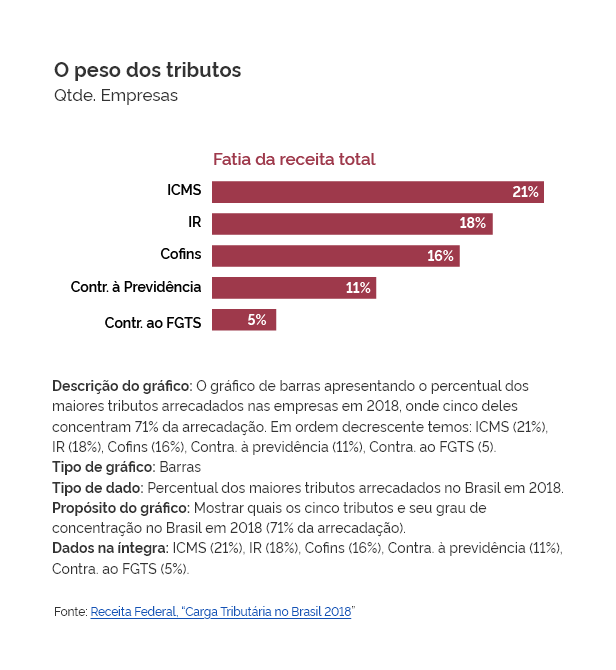 O peso dos tributos
Qtde. Empresas
Fatia da receita total
ICMS 21%
IR 18%
Cofins 16%
Contr. à Previdência 11%
Contr. ao FGTS 5%
Descrição do gráfico: O gráfico de barras apresentando o percentual dos
maiores tributos arrecadados nas empresas em 2018, onde cinco deles
concentram 71% da arrecadação. Em ordem decrescente temos: ICMS (21%),
IR (18%), Cofins (16%), Contra. à previdência (11%), Contra. ao FGTS (5).
Tipo de gráfico: Barras
Tipo de dado: Percentual dos maiores tributos arrecadados no Brasil em 2018.
Propósito do gráfico: Mostrar quais os cinco tributos e seu grau de
concentração no Brasil em 2018 (71% da arrecadação).
Dados na íntegra: ICMS (21%), IR (18%), Cofins (16%), Contra. à previdência (11%),
Contra. ao FGTS (5%).
Fonte: Receita Federal, “Carga Tributária no Brasil 2018”